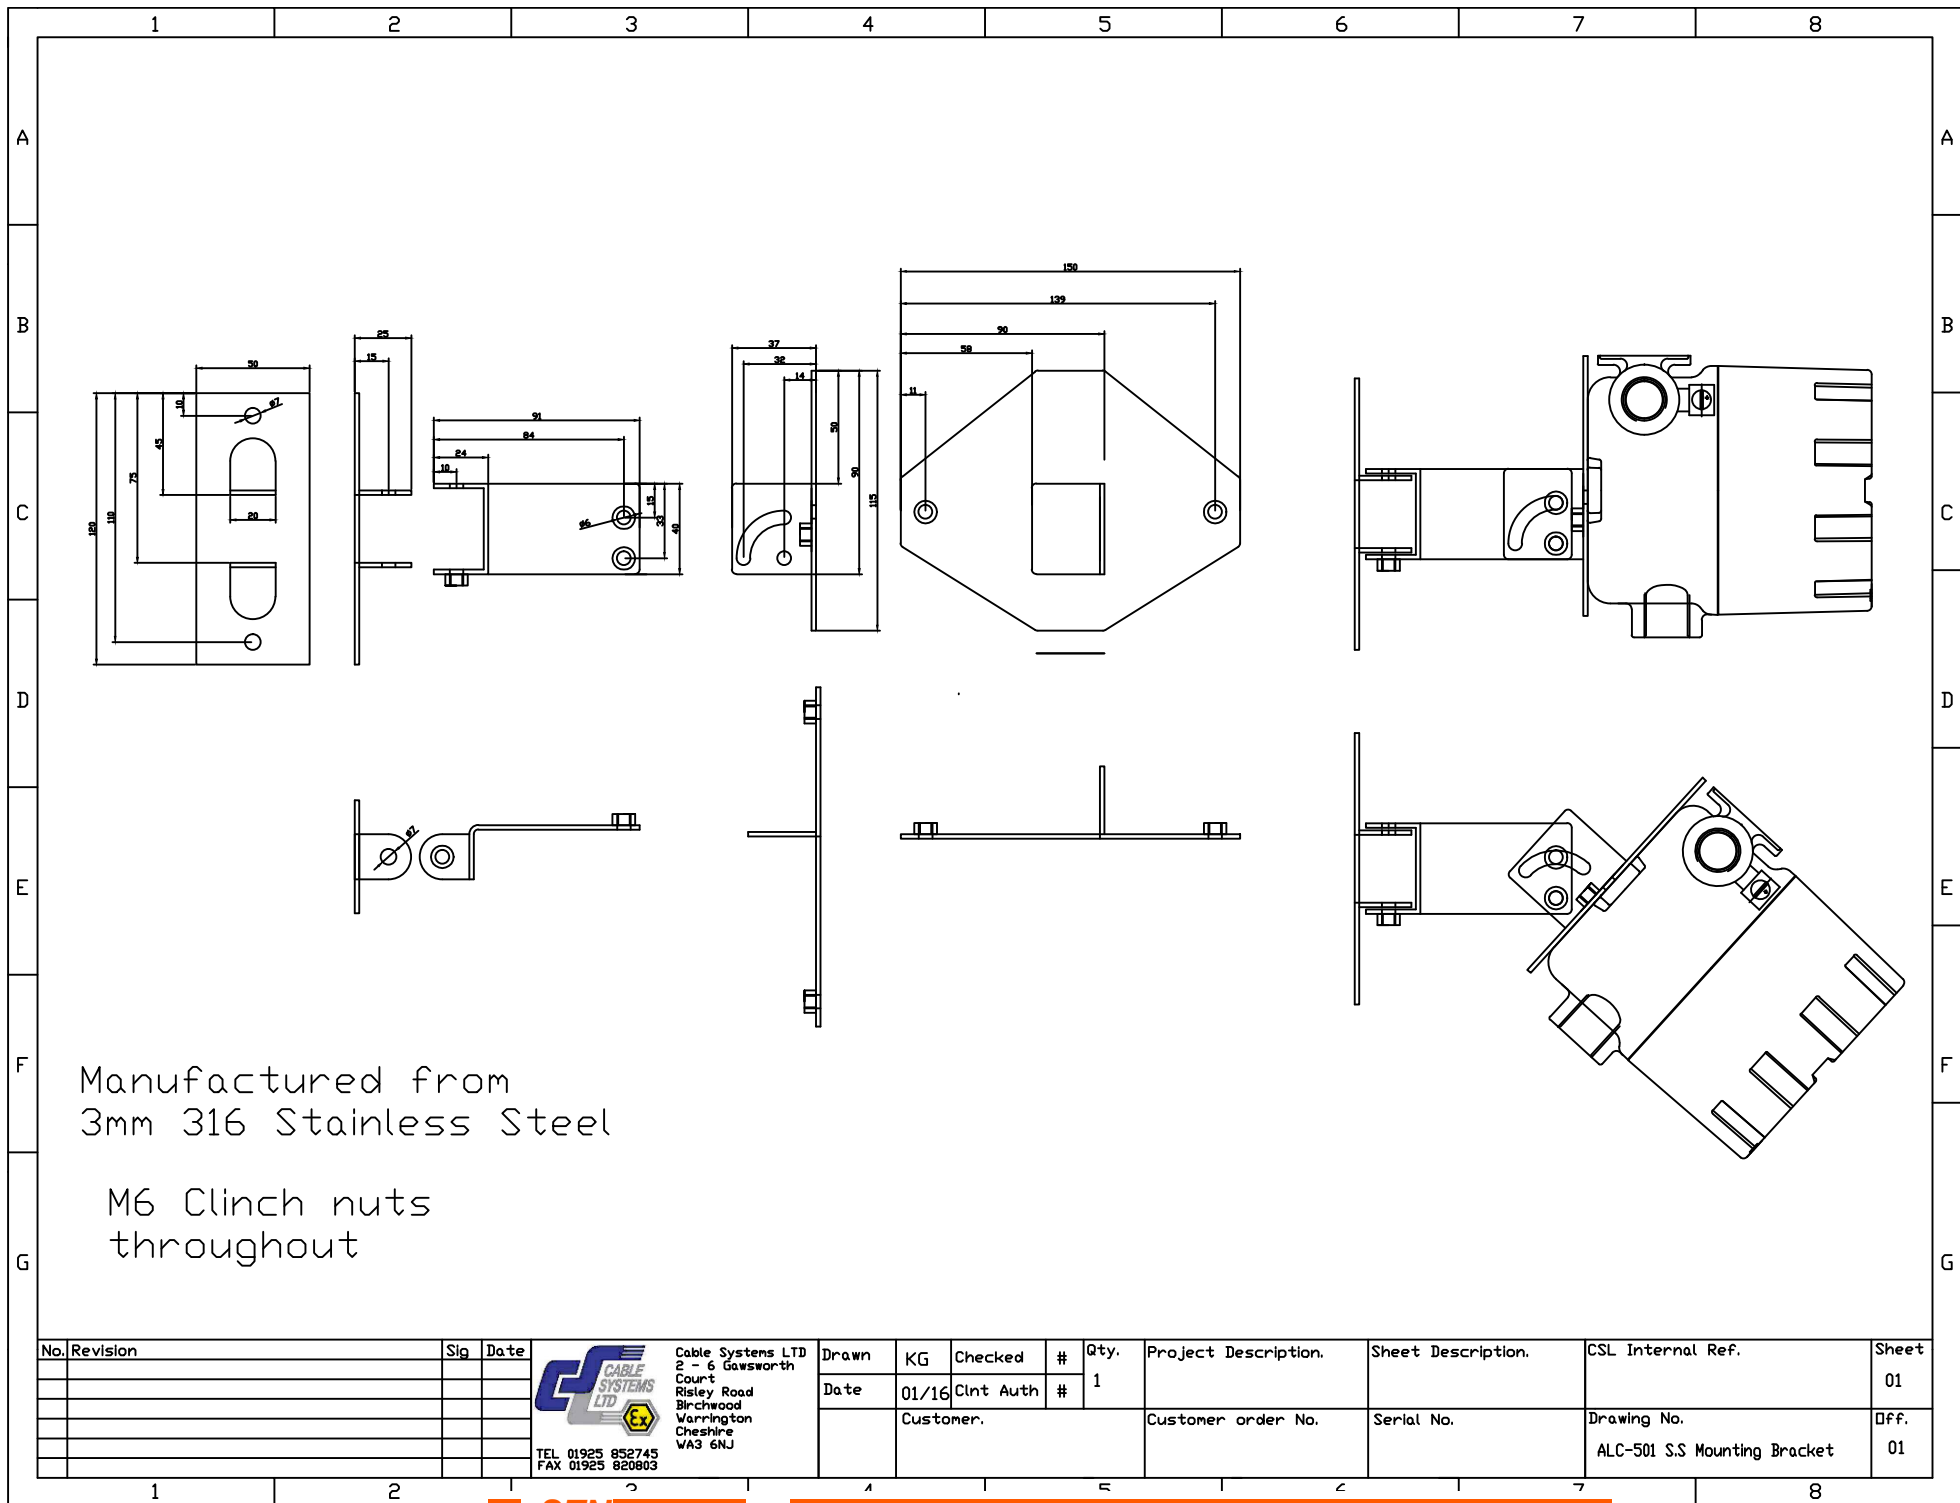 1 2 3 4 5 6 7 8
A A
B B
C C
D D
E E
F F
G G
50
10
ø7
45
75
110
120
20
25
15
91
84
24
10
ø6
15
33
40
37
32
14
50
90
115
150
139
90
58
11
ø7
Manufactured from
3mm 316 Stainless Steel
M6 Clinch nuts
throughout
No. Revision Sig Date
CABLE
SYSTEMS
LTD
Ex
TEL 01925 852745
FAX 01925 820803
Cable Systems LTD
2 - 6 Gawsworth
Court
Risley Road
Birchwood
Warrington
Cheshire
WA3 6NJ
Drawn KG Checked # Qty. 1
Date 01/16 Clnt Auth #
Customer.
Project Description.
Customer order No.
Sheet Description.
Serial No.
CSL Internal Ref.
Drawing No.
ALC-501 S.S Mounting Bracket
Sheet
01
Off.
01
1 2 8